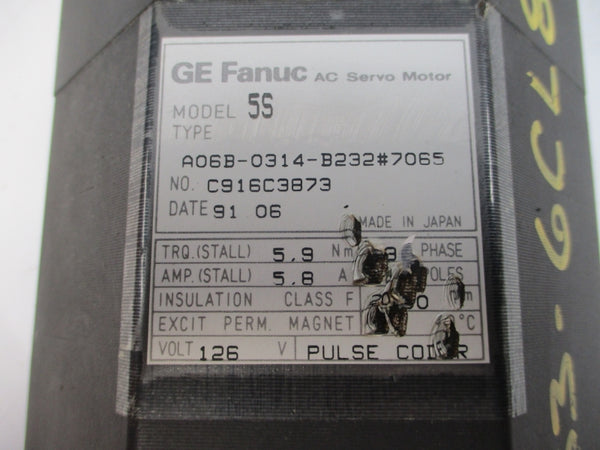 GE Fanuc AC Servo Motor
MODEL 5S
TYPE
A06B-0314-B232#7065
NO. C916C3873
DATE 91 06
MADE IN JAPAN
TRQ.(STALL) 5.9 Nm PHASE
AMP.(STALL) 5.8 A
INSULATION CLASS F
EXCIT PERM. MAGNET °C
VOLT 126 V PULSE CODER